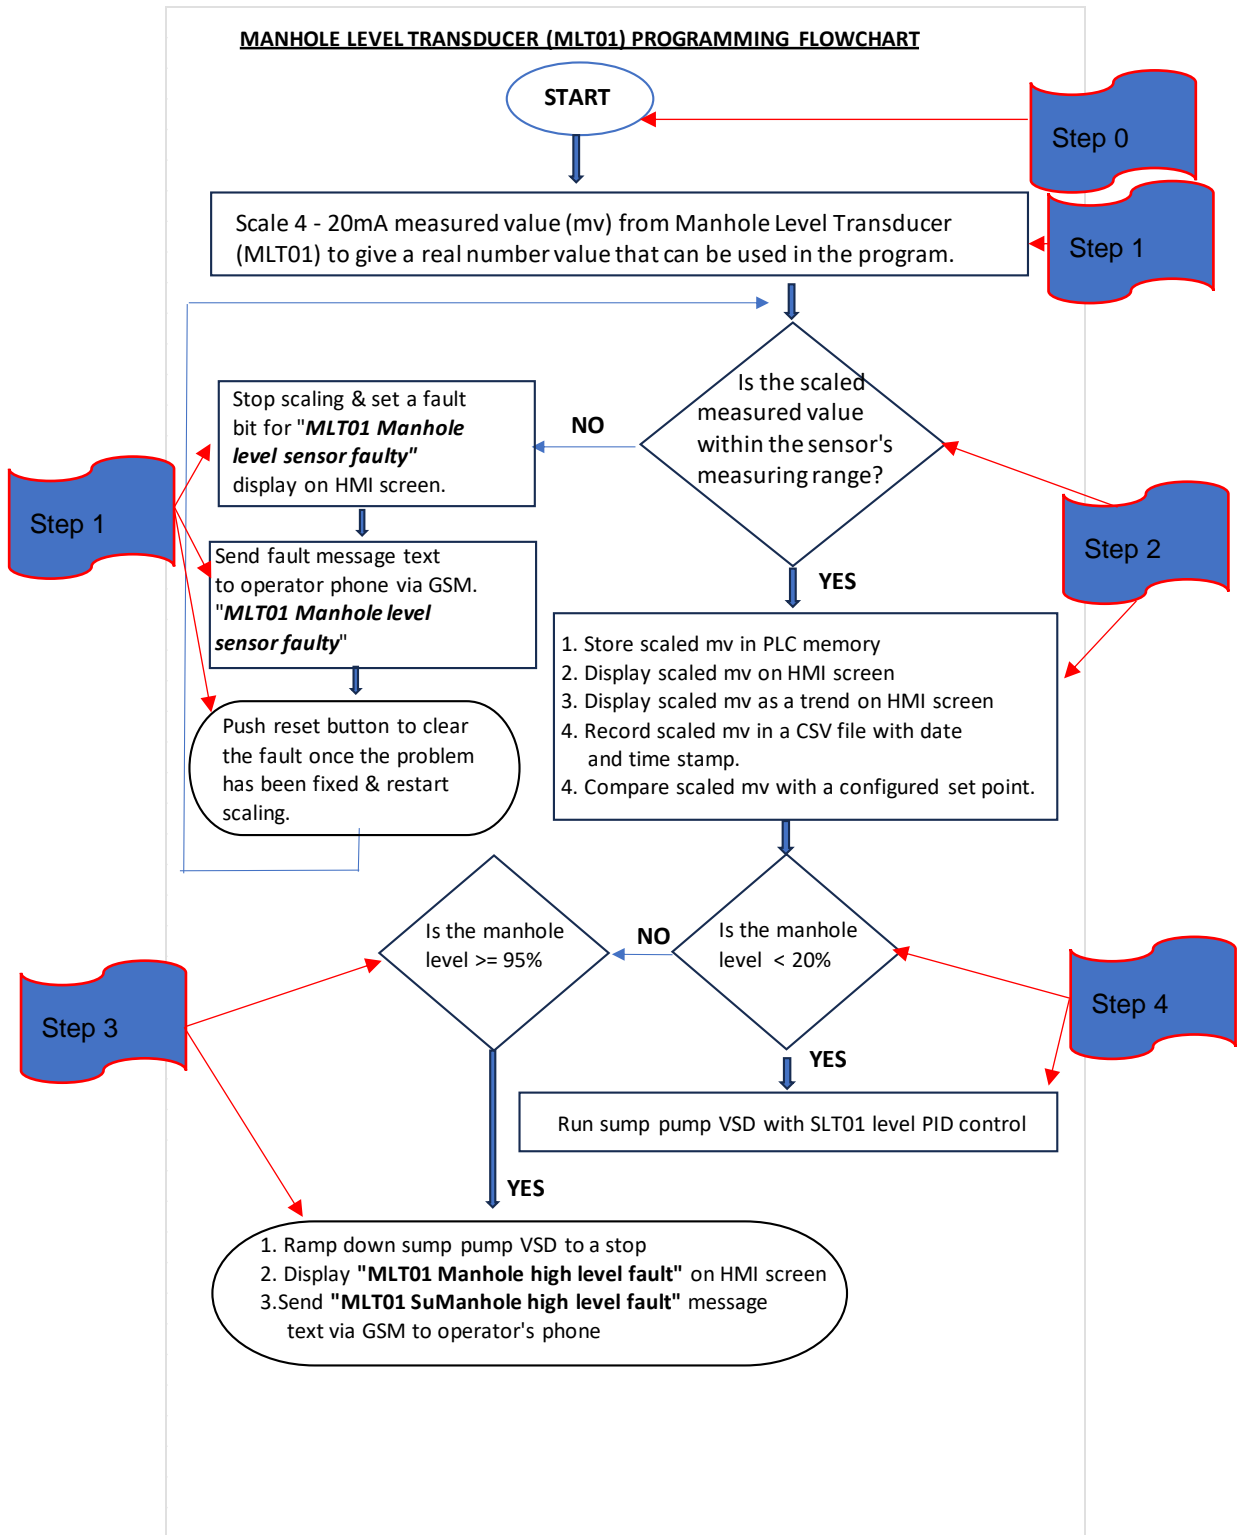 MANHOLE LEVEL TRANSDUCER (MLT01) PROGRAMMING FLOWCHART
START
Step 0
Scale 4 - 20mA measured value (mv) from Manhole Level Transducer
(MLT01) to give a real number value that can be used in the program.
Step 1
Is the scaled
measured value
within the sensor's
measuring range?
NO
Stop scaling & set a fault
bit for "MLT01 Manhole
level sensor faulty"
display on HMI screen.
Step 1
Send fault message text
to operator phone via GSM.
"MLT01 Manhole level
sensor faulty"
Push reset button to clear
the fault once the problem
has been fixed & restart
scaling.
Step 2
YES
1. Store scaled mv in PLC memory
2. Display scaled mv on HMI screen
3. Display scaled mv as a trend on HMI screen
4. Record scaled mv in a CSV file with date
and time stamp.
4. Compare scaled mv with a configured set point.
Is the manhole
level < 20%
NO
Is the manhole
level >= 95%
Step 3
Step 4
YES
Run sump pump VSD with SLT01 level PID control
YES
1. Ramp down sump pump VSD to a stop
2. Display "MLT01 Manhole high level fault" on HMI screen
3.Send "MLT01 SuManhole high level fault" message
text via GSM to operator's phone